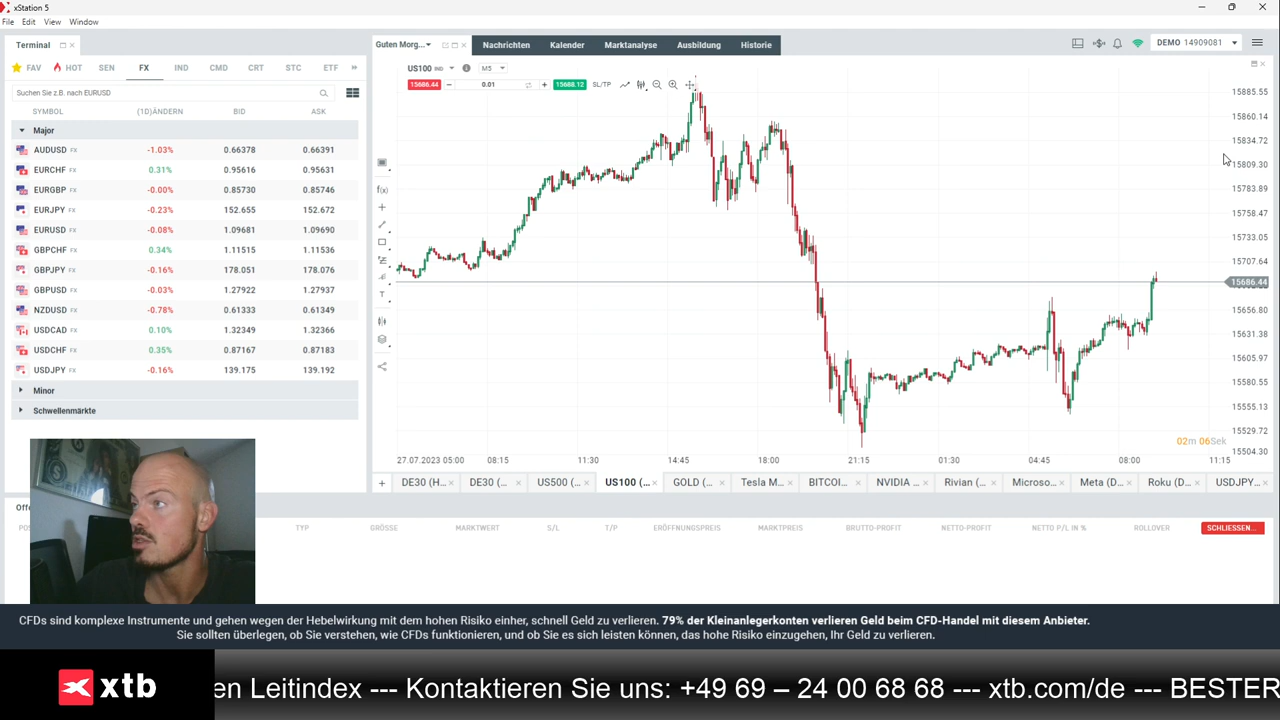 xStation 5
File Edit View Window
Terminal
Guten Morg...
Nachrichten Kalender Marktanalyse Ausbildung Historie
DEMO 14909081
FAV HOT SEN FX IND CMD CRT STC ETF
US100 M5
15686.44 0.01 15688.12 SL/TP
Suchen Sie z.B. nach EURUSD
SYMBOL (1D)ÄNDERN BID ASK
Major
AUDUSD FX -1.03% 0.66378 0.66391
EURCHF FX 0.31% 0.95616 0.95631
EURGBP FX -0.00% 0.85730 0.85746
EURJPY FX -0.23% 152.655 152.672
EURUSD FX -0.08% 1.09681 1.09690
GBPCHF FX 0.34% 1.11515 1.11536
GBPJPY FX -0.16% 178.051 178.076
GBPUSD FX -0.03% 1.27922 1.27937
NZDUSD FX -0.78% 0.61333 0.61349
USDCAD FX 0.10% 1.32349 1.32366
USDCHF FX 0.35% 0.87167 0.87183
USDJPY FX -0.16% 139.175 139.192
Minor
Schwellenmärkte
f(x)
T
15885.55
15860.14
15834.72
15809.30
15783.89
15758.47
15733.05
15707.64
15686.44
15656.80
15631.38
15605.97
15580.55
15555.13
15529.72
15504.30
02m 06Sek
27.07.2023 05:00 08:15 11:30 14:45 18:00 21:15 01:30 04:45 08:00 11:15
DE30 (H... DE30 (... US500 (... US100 (... GOLD (... Tesla M... BITCOI... NVIDIA ... Rivian (... Microso... Meta (D... Roku (D... USDJPY...
TYP GRÖSSE MARKTWERT S/L T/P ERÖFFNUNGSPREIS MARKTPREIS BRUTTO-PROFIT NETTO-PROFIT NETTO P/L IN % ROLLOVER SCHLIESSEN...
CFDs sind komplexe Instrumente und gehen wegen der Hebelwirkung mit dem hohen Risiko einher, schnell Geld zu verlieren. 79% der Kleinanlegerkonten verlieren Geld beim CFD-Handel mit diesem Anbieter.
Sie sollten überlegen, ob Sie verstehen, wie CFDs funktionieren, und ob Sie es sich leisten können, das hohe Risiko einzugehen, Ihr Geld zu verlieren.
xtb
en Leitindex --- Kontaktieren Sie uns: +49 69 – 24 00 68 68 --- xtb.com/de --- BESTER